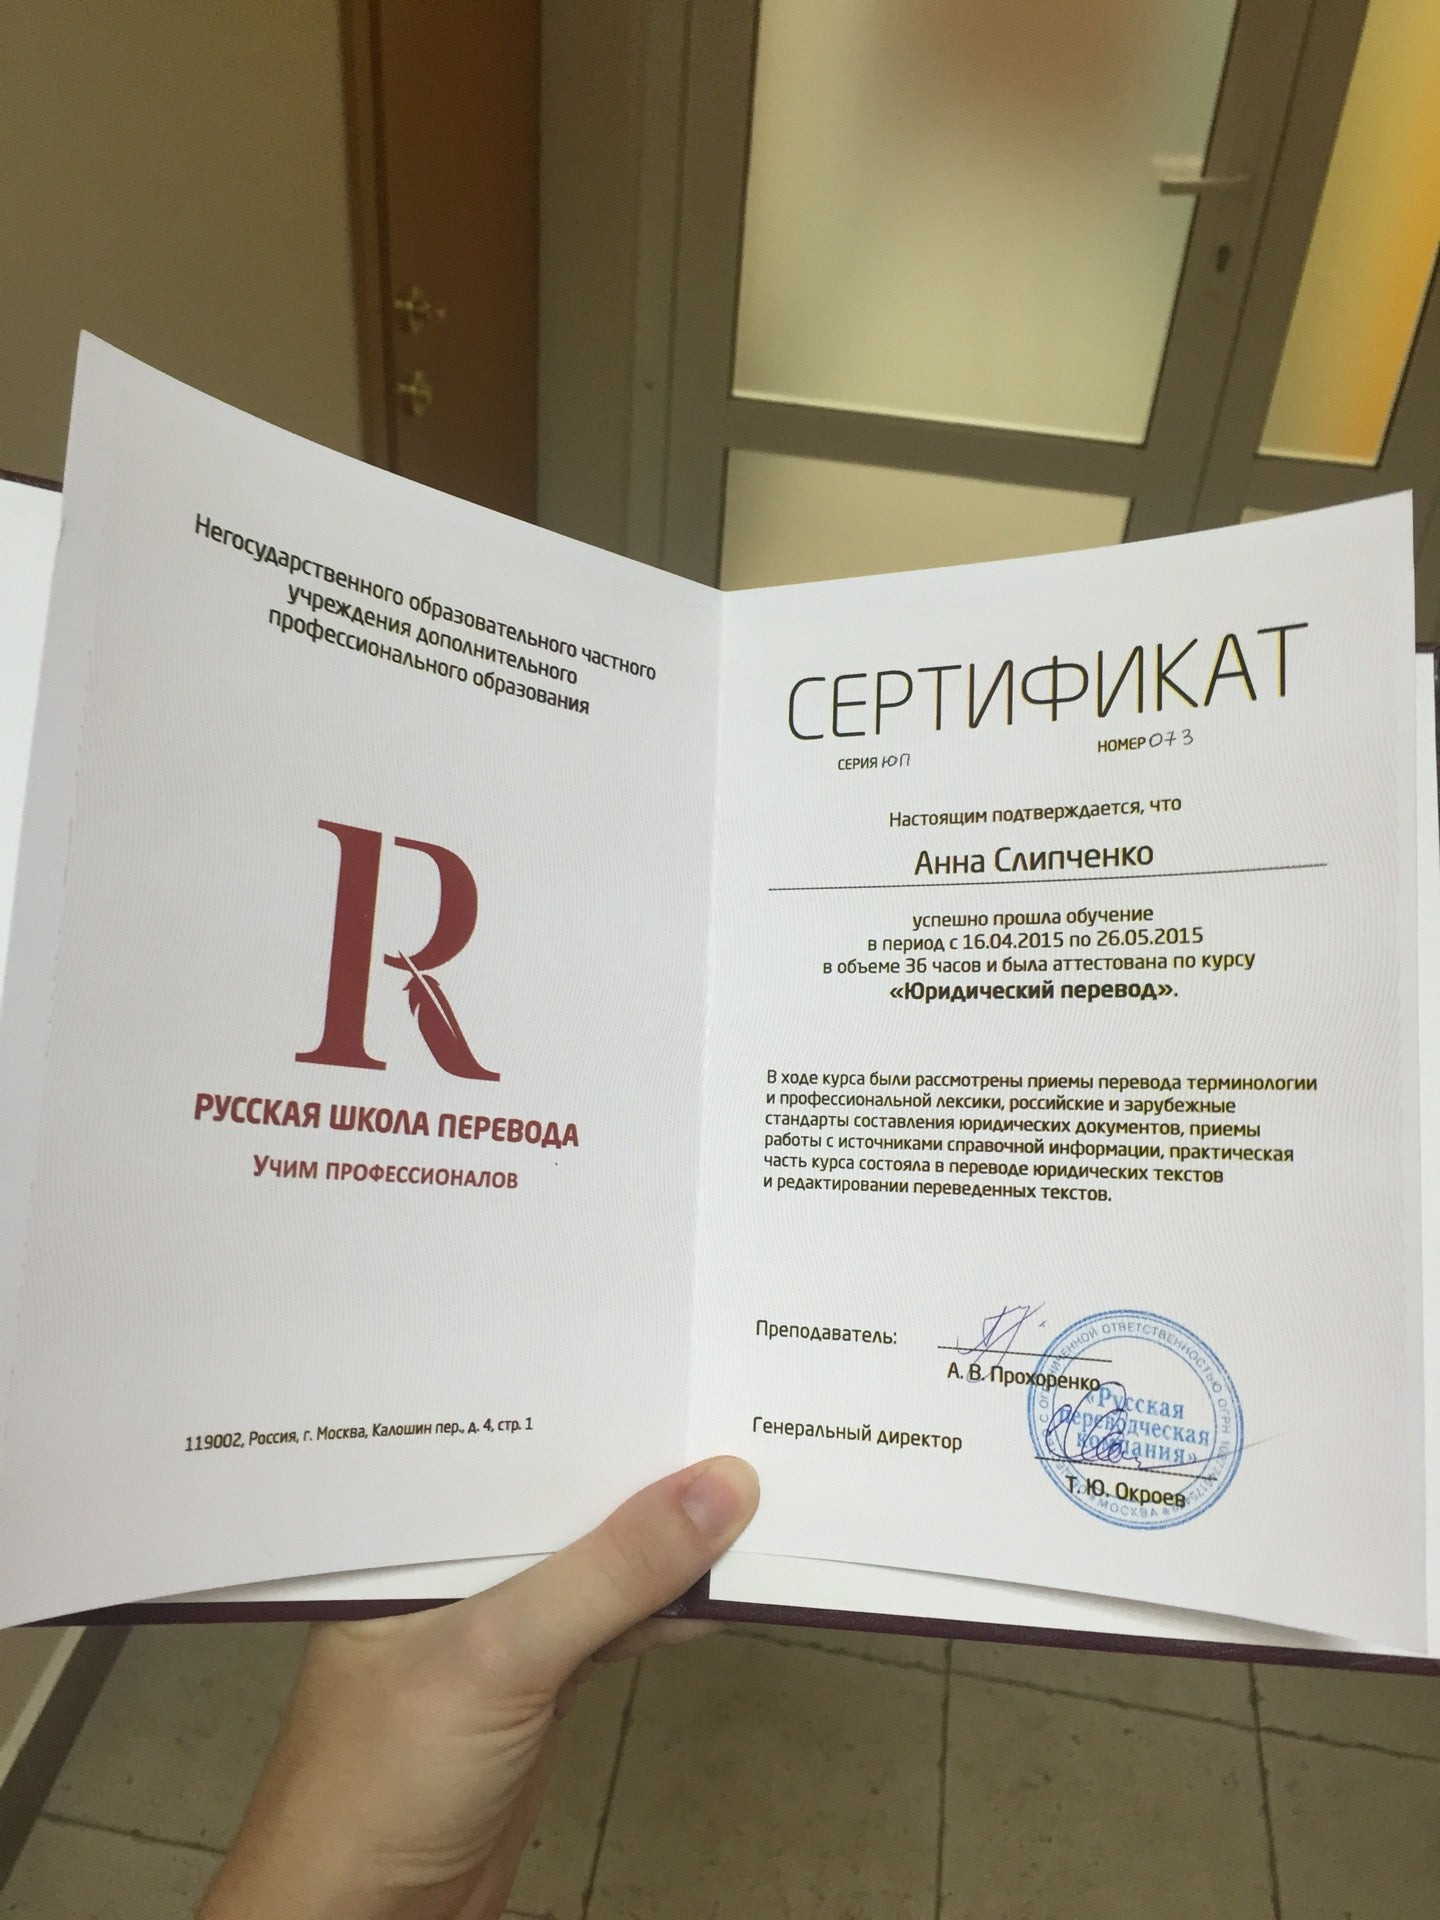 Негосударственного образовательного частного
учреждения дополнительного
профессионального образования
R
РУССКАЯ ШКОЛА ПЕРЕВОДА
Учим профессионалов
119002, Россия, г. Москва, Калошин пер., д. 4, стр. 1
СЕРТИФИКАТ
СЕРИЯ ЮП НОМЕР 073
Настоящим подтверждается, что
Анна Слипченко
успешно прошла обучение
в период с 16.04.2015 по 26.05.2015
в объеме 36 часов и была аттестована по курсу
«Юридический перевод».
В ходе курса были рассмотрены приемы перевода терминологии
и профессиональной лексики, российские и зарубежные
стандарты составления юридических документов, приемы
работы с источниками справочной информации, практическая
часть курса состояла в переводе юридических текстов
и редактировании переведенных текстов.
Преподаватель:
А. В. Прохоренко
Генеральный директор
Т. Ю. Окроев
ОТВЕТСТВЕННОСТЬЮ ОГРН
«Русская
переводческая
компания»
МОСКВА